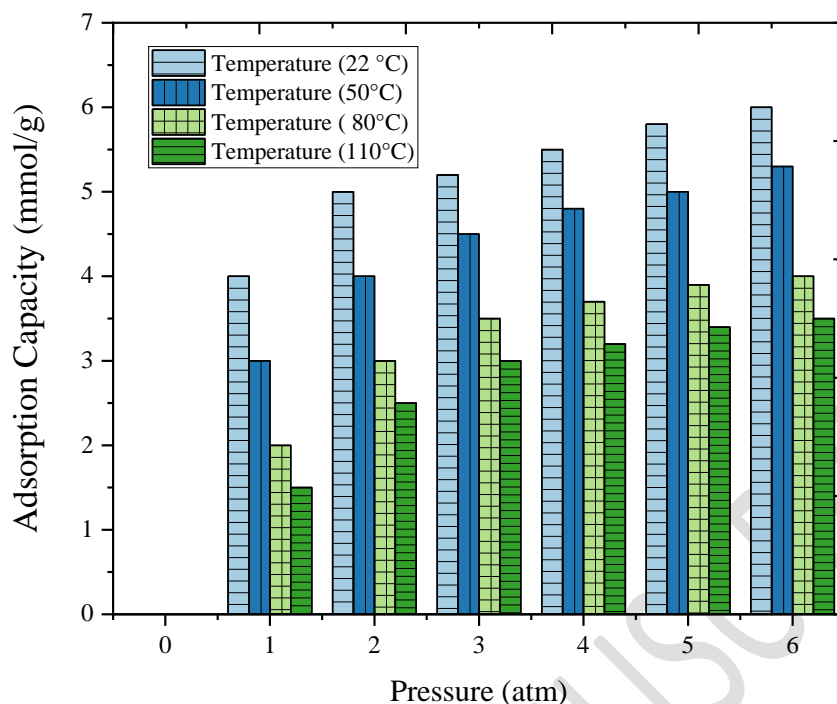 7
6
5
4
3
2
1
0
Adsorption Capacity (mmol/g)
Temperature (22 °C)
Temperature (50°C)
Temperature ( 80°C)
Temperature (110°C)
0 1 2 3 4 5 6
Pressure (atm)